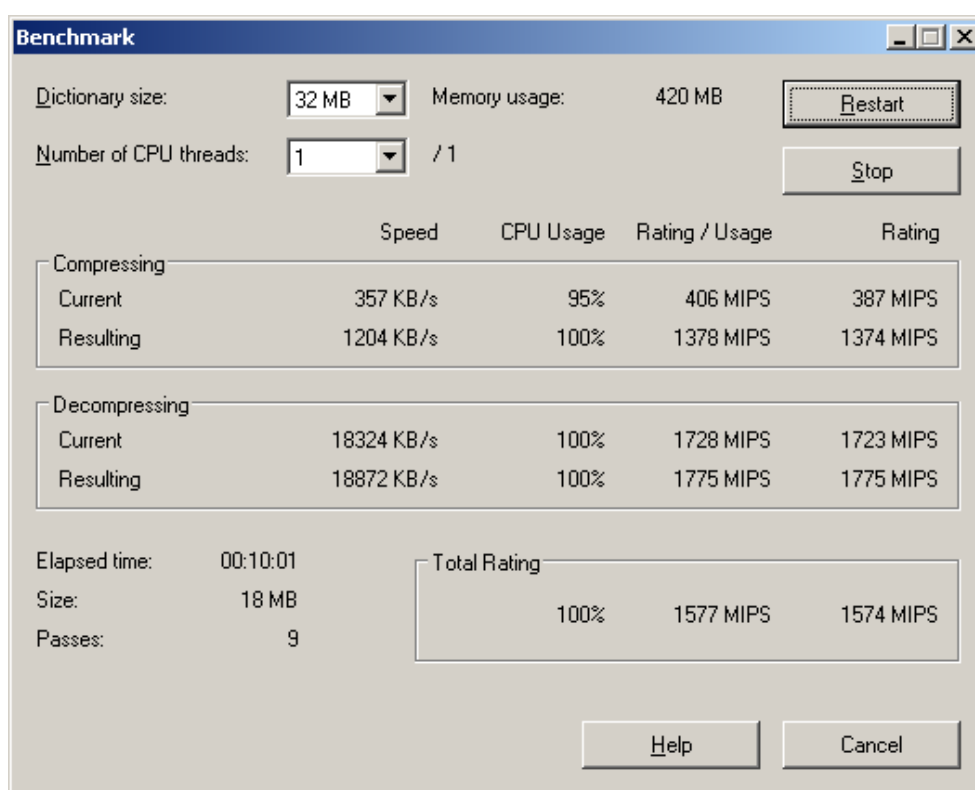 Benchmark
Dictionary size: 32 MB Memory usage: 420 MB Restart
Number of CPU threads: 1 / 1 Stop
Speed CPU Usage Rating / Usage Rating
Compressing
Current 357 KB/s 95% 406 MIPS 387 MIPS
Resulting 1204 KB/s 100% 1378 MIPS 1374 MIPS
Decompressing
Current 18324 KB/s 100% 1728 MIPS 1723 MIPS
Resulting 18872 KB/s 100% 1775 MIPS 1775 MIPS
Elapsed time: 00:10:01 Total Rating
Size: 18 MB 100% 1577 MIPS 1574 MIPS
Passes: 9
Help Cancel